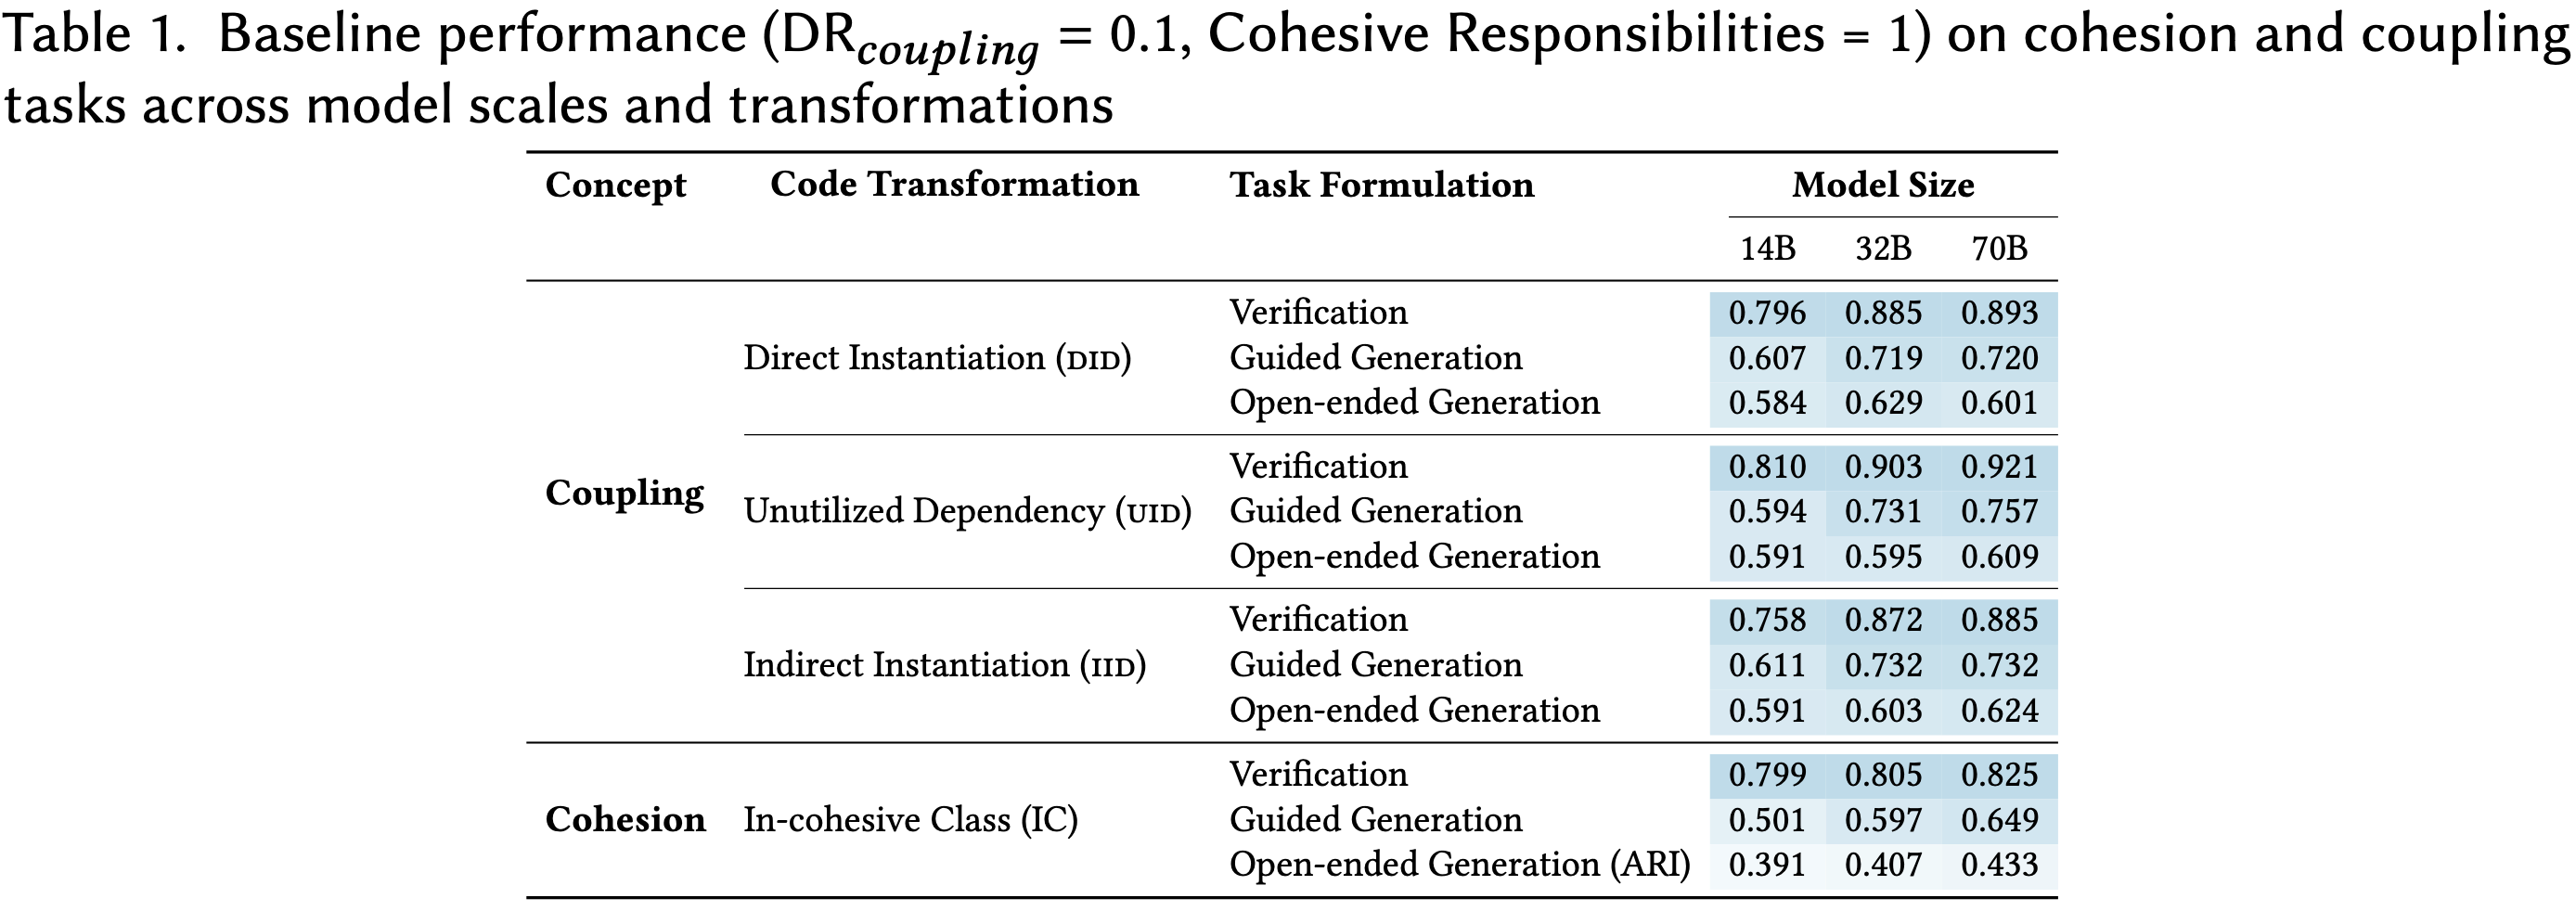 Table 1. Baseline performance (DRcoupling = 0.1, Cohesive Responsibilities = 1) on cohesion and coupling
tasks across model scales and transformations
Concept Code Transformation Task Formulation Model Size
14B 32B 70B
Verification 0.796 0.885 0.893
Direct Instantiation (DID) Guided Generation 0.607 0.719 0.720
Open-ended Generation 0.584 0.629 0.601
Verification 0.810 0.903 0.921
Coupling Unutilized Dependency (UID) Guided Generation 0.594 0.731 0.757
Open-ended Generation 0.591 0.595 0.609
Verification 0.758 0.872 0.885
Indirect Instantiation (IID) Guided Generation 0.611 0.732 0.732
Open-ended Generation 0.591 0.603 0.624
Verification 0.799 0.805 0.825
Cohesion In-cohesive Class (IC) Guided Generation 0.501 0.597 0.649
Open-ended Generation (ARI) 0.391 0.407 0.433